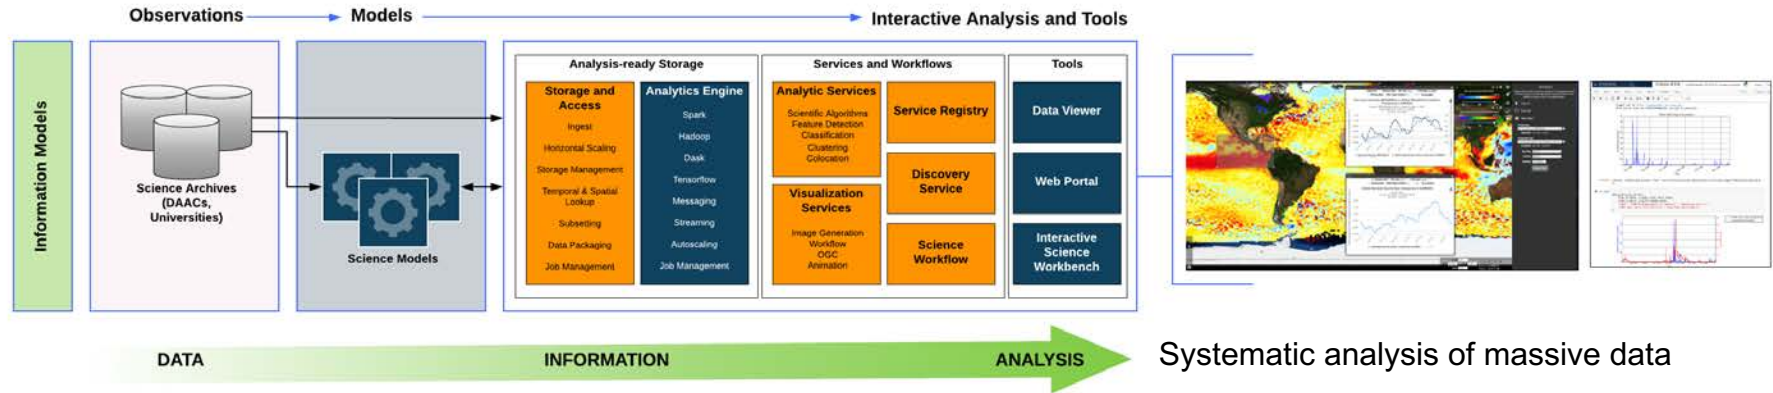 Observations
Models
Interactive Analysis and Tools
Information Models
Science Archives
(DAACs,
Universities)
Science Models
Analysis-ready Storage
Storage and
Access
Ingest
Horizontal Scaling
Storage Management
Temporal & Spatial
Lookup
Subsetting
Data Packaging
Job Management
Analytics Engine
Spark
Hadoop
Dask
Tensorflow
Messaging
Streaming
Autoscaling
Job Management
Services and Workflows
Analytic Services
Scientific Algorithms
Feature Detection
Classification
Clustering
Colocation
Visualization
Services
Image Generation
Workflow
OGC
Animation
Service Registry
Discovery
Service
Science
Workflow
Tools
Data Viewer
Web Portal
Interactive
Science
Workbench
DATA
INFORMATION
ANALYSIS
Systematic analysis of massive data